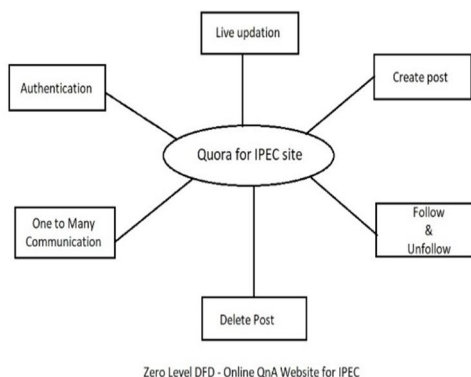 Live updation
Authentication
Create post
Quora for IPEC site
One to Many
Communication
Follow
&
Unfollow
Delete Post
Zero Level DFD - Online QnA Website for IPEC